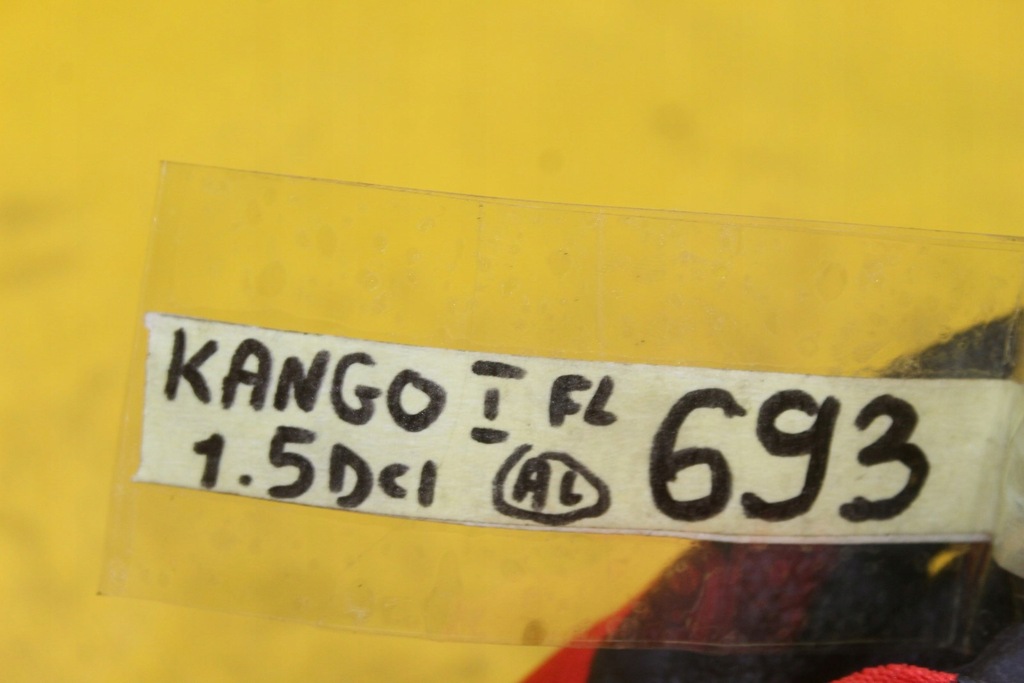 KANGO I FL 693
1.5DCI AL